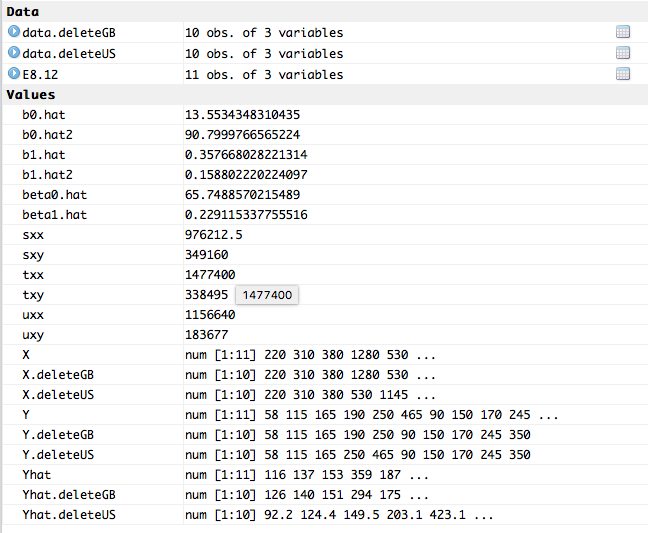 Data
data.deleteGB 10 obs. of 3 variables
data.deleteUS 10 obs. of 3 variables
E8.12 11 obs. of 3 variables
Values
b0.hat 13.5534348310435
b0.hat2 90.7999766565224
b1.hat 0.357668028221314
b1.hat2 0.158802220224097
beta0.hat 65.7488570215489
beta1.hat 0.229115337755516
sxx 976212.5
sxy 349160
txx 1477400
txy 338495 1477400
uxx 1156640
uxy 183677
X num [1:11] 220 310 380 1280 530 ...
X.deleteGB num [1:10] 220 310 380 1280 530 ...
X.deleteUS num [1:10] 220 310 380 530 1145 ...
Y num [1:11] 58 115 165 190 250 465 90 150 170 245 ...
Y.deleteGB num [1:10] 58 115 165 190 250 90 150 170 245 350
Y.deleteUS num [1:10] 58 115 165 250 465 90 150 170 245 350
Yhat num [1:11] 116 137 153 359 187 ...
Yhat.deleteGB num [1:10] 126 140 151 294 175 ...
Yhat.deleteUS num [1:10] 92.2 124.4 149.5 203.1 423.1 ...